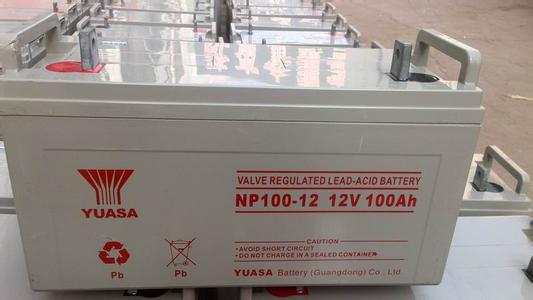 VALVE REGULATED LEAD-ACID BATTERY
NP100-12 12V 100Ah
YUASA
CAUTION
• AVOID SHORT CIRCUIT
• DO NOT CHARGE IN A SEALED CONTAINER
YUASA Battery (Guangdong) Co., Ltd.
Pb
Pb